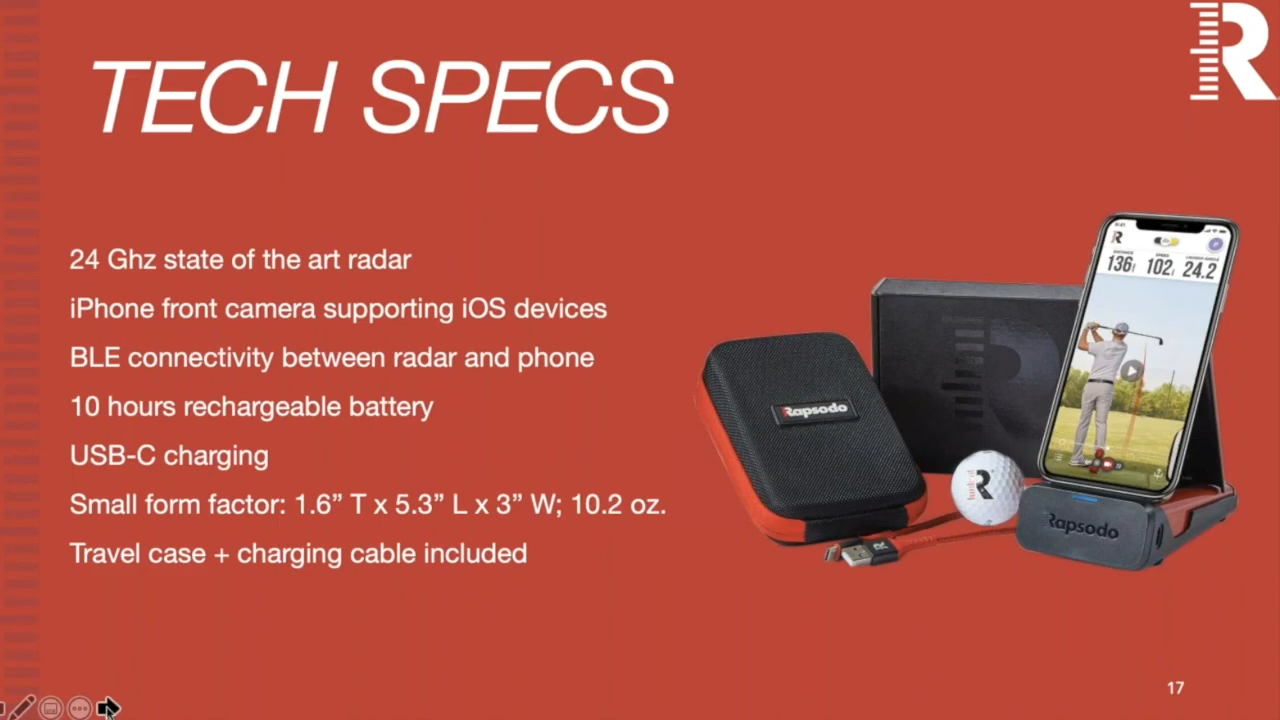 TECH SPECS
24 Ghz state of the art radar
iPhone front camera supporting iOS devices
BLE connectivity between radar and phone
10 hours rechargeable battery
USB-C charging
Small form factor: 1.6” T x 5.3” L x 3” W; 10.2 oz.
Travel case + charging cable included
R
136 102 24.2
Rapsodo
R
Rapsodo
17